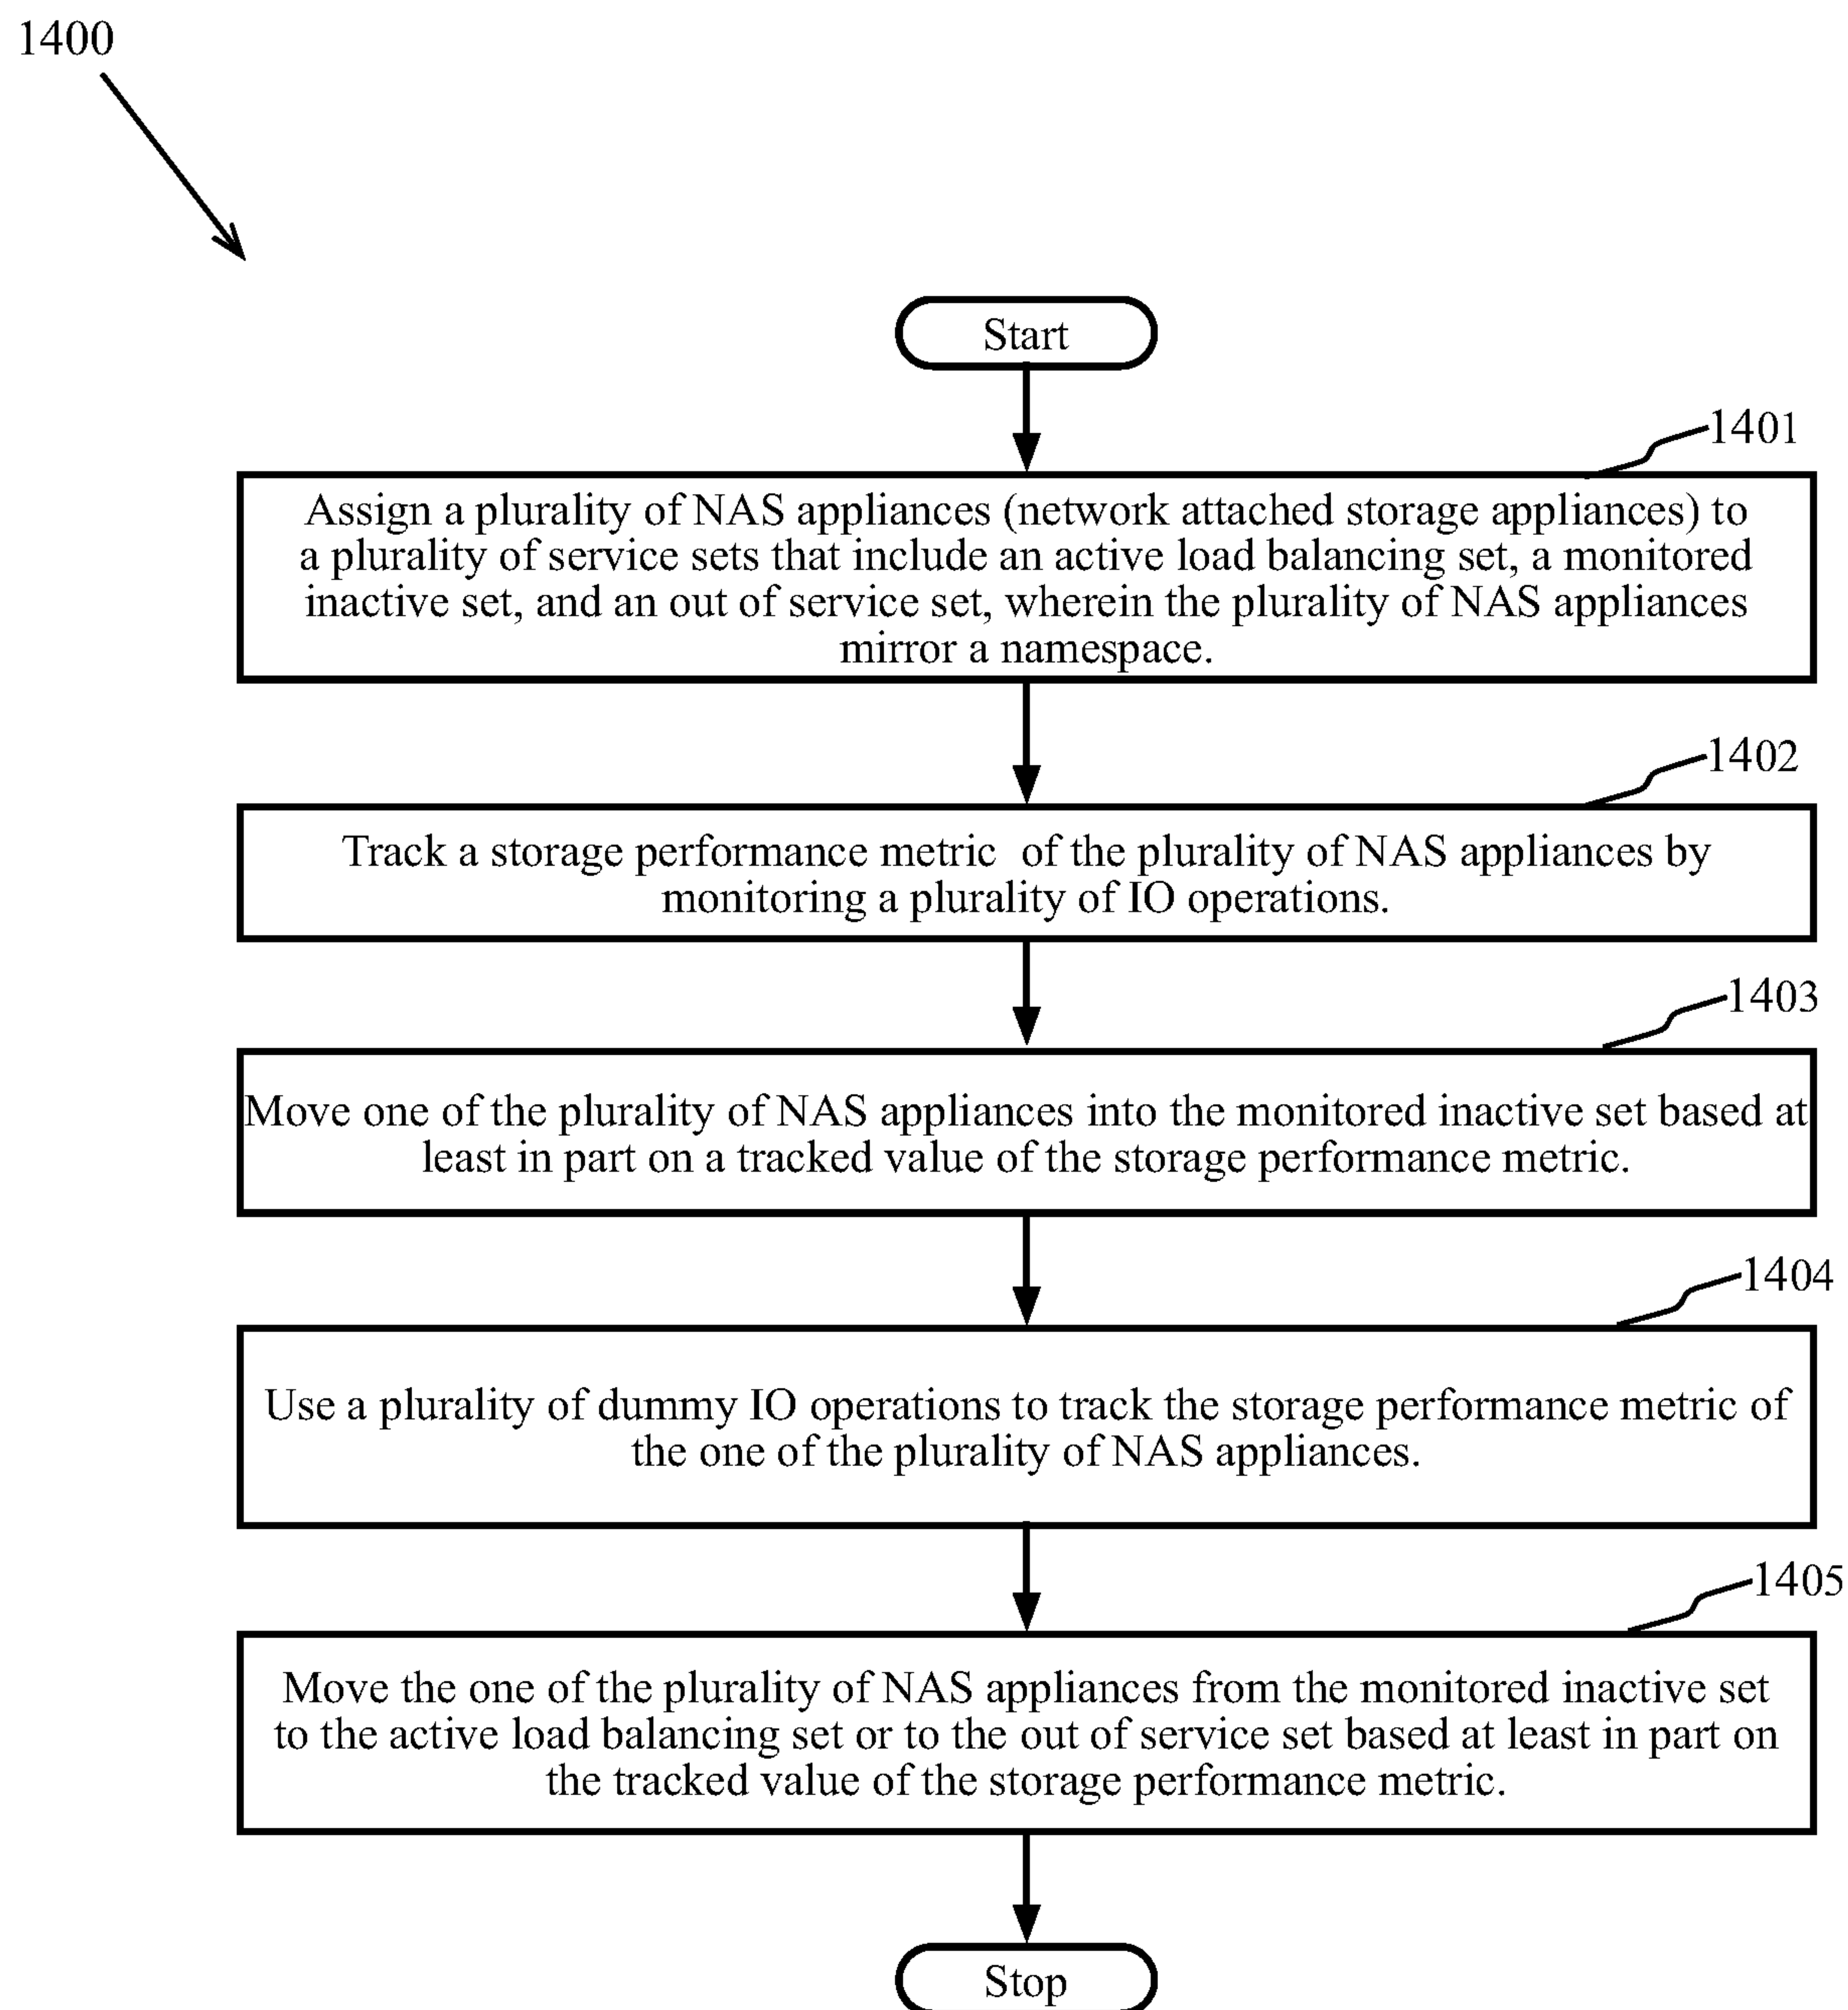 1400
Start
1401
Assign a plurality of NAS appliances (network attached storage appliances) to
a plurality of service sets that include an active load balancing set, a monitored
inactive set, and an out of service set, wherein the plurality of NAS appliances
mirror a namespace.
1402
Track a storage performance metric of the plurality of NAS appliances by
monitoring a plurality of IO operations.
1403
Move one of the plurality of NAS appliances into the monitored inactive set based at
least in part on a tracked value of the storage performance metric.
1404
Use a plurality of dummy IO operations to track the storage performance metric of
the one of the plurality of NAS appliances.
1405
Move the one of the plurality of NAS appliances from the monitored inactive set
to the active load balancing set or to the out of service set based at least in part on
the tracked value of the storage performance metric.
Stop